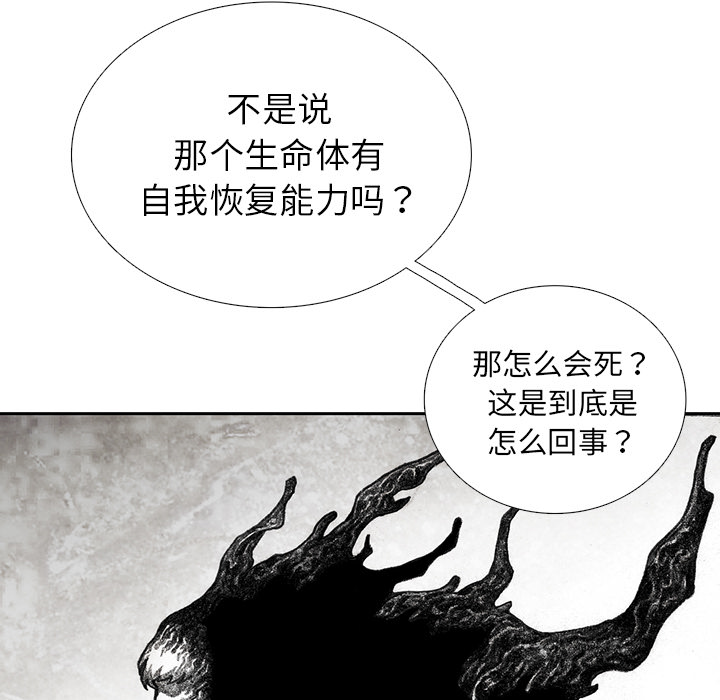 不是说
那个生命体有
自我恢复能力吗？
那怎么会死？
这是到底是
怎么回事？